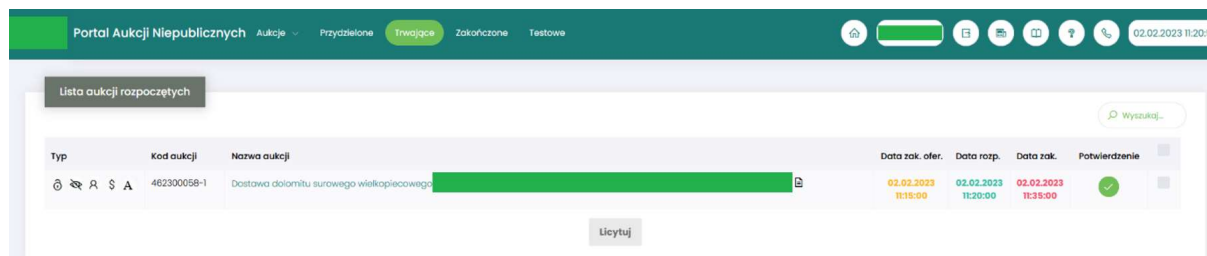 Portal Aukcji Niepublicznych Aukcje Przydzielone Trwające Zakończone Testowe 02.02.2023 11:20:
Lista aukcji rozpoczętych
Wyszukaj...
Typ Kod aukcji Nazwa aukcji Data zak. ofer. Data rozp. Data zak. Potwierdzenie
$ A 462300058-1 Dostawa dolomitu surowego wielkopiecowego 02.02.2023 02.02.2023 02.02.2023
11:15:00 11:20:00 11:35:00
Licytuj